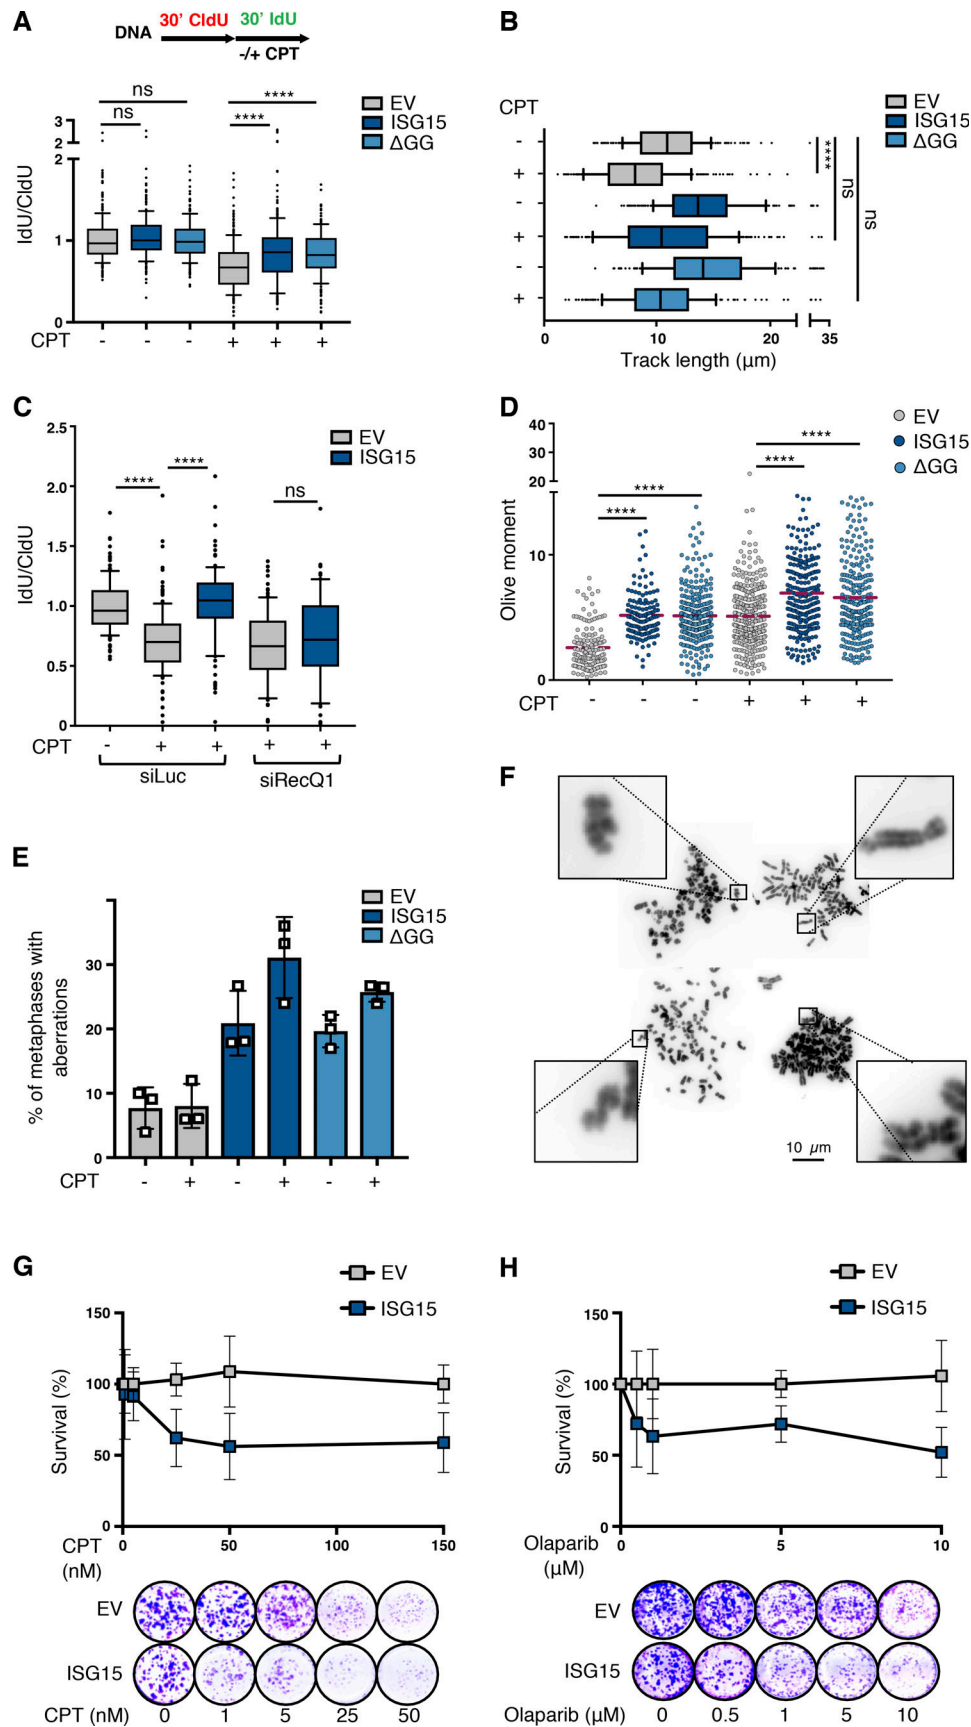 A
30' CldU
30' IdU
DNA
-/+ CPT
ns
ns
****
****
EV
ISG15
ΔGG
3
2
2
1
0
IdU/CldU
CPT
-
-
-
+
+
+
B
CPT
EV
ISG15
ΔGG
-
+
-
+
-
+
****
ns
ns
0
10
20
35
Track length (µm)
C
2.5
2.0
1.5
1.0
0.5
0
IdU/CldU
****
****
ns
EV
ISG15
CPT
-
+
+
+
+
siLuc
siRecQ1
D
40
30
20
10
0
Olive moment
****
****
****
****
EV
ISG15
ΔGG
CPT
-
-
-
+
+
+
E
% of metaphases with
aberrations
30
20
10
0
EV
ISG15
ΔGG
CPT
-
+
-
+
-
+
F
10 µm
G
EV
ISG15
150
100
50
0
Survival (%)
0
50
100
150
CPT
(nM)
EV
ISG15
CPT (nM)
0
1
5
25
50
H
EV
ISG15
150
100
50
0
Survival (%)
0
5
10
Olaparib
(µM)
EV
ISG15
Olaparib (µM)
0
0.5
1
5
10